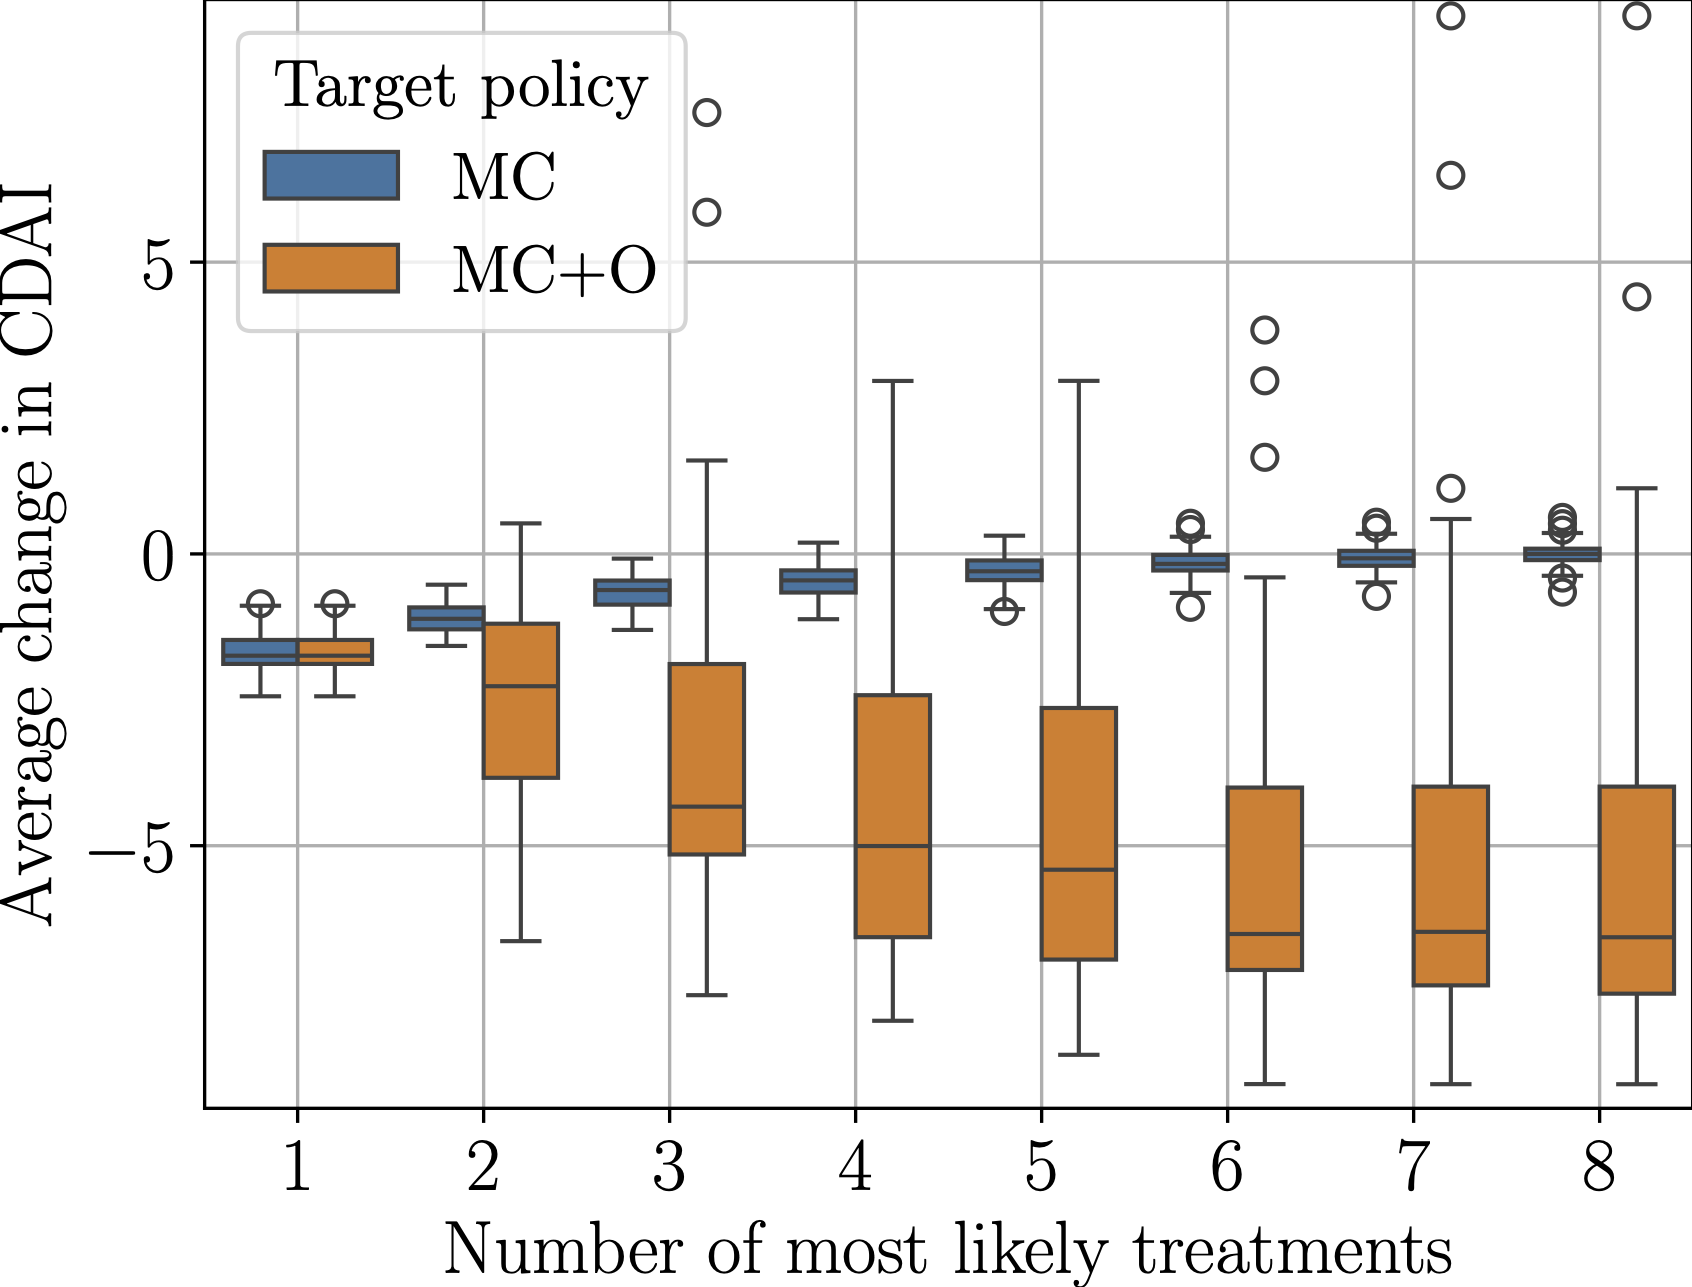 Target policy
MC
MC+O
Average change in CDAI
5
0
−5
1 2 3 4 5 6 7 8
Number of most likely treatments